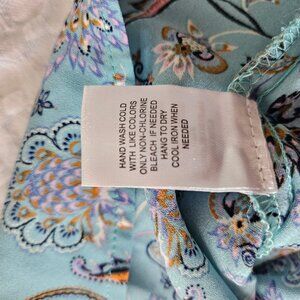 HAND WASH COLD
WITH LIKE COLORS
ONLY NON-CHLORINE
BLEACH IF NEEDED
HANG TO DRY
COOL IRON WHEN
NEEDED